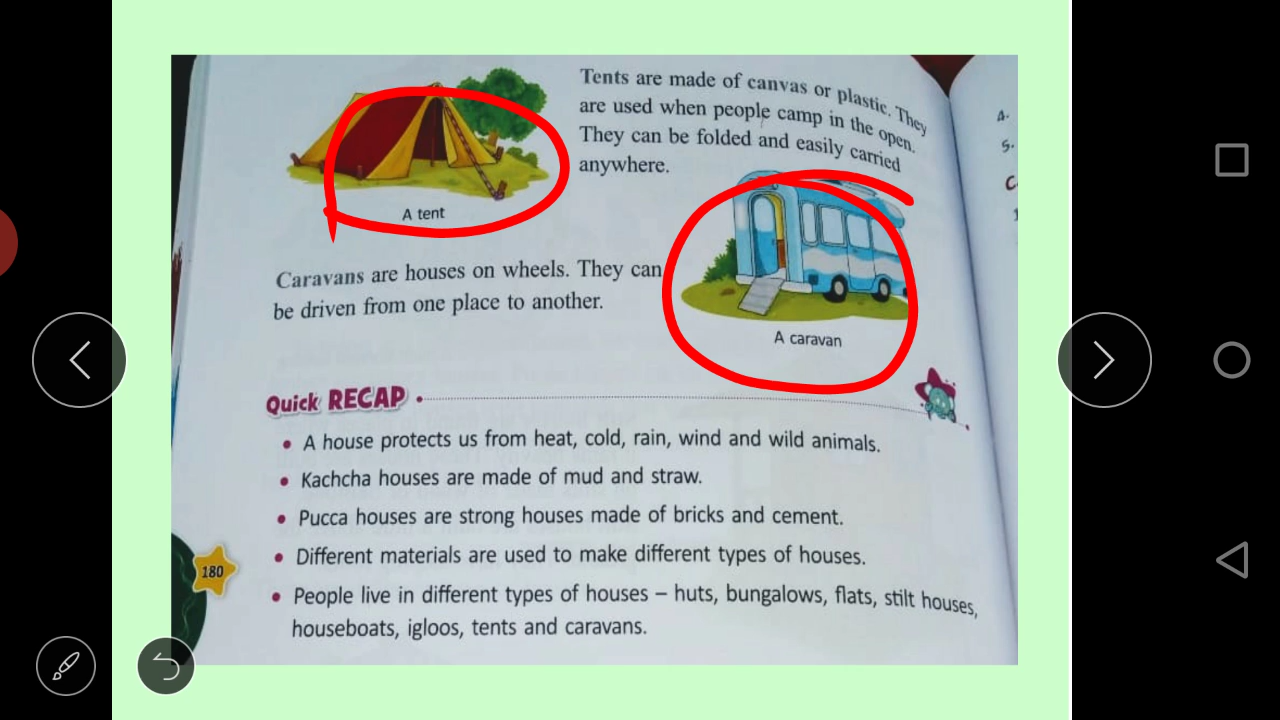 Tents are made of canvas or plastic. They
are used when people camp in the open.
They can be folded and easily carried
anywhere.
A tent
Caravans are houses on wheels. They can
be driven from one place to another.
A caravan
Quick RECAP
• A house protects us from heat, cold, rain, wind and wild animals.
• Kachcha houses are made of mud and straw.
• Pucca houses are strong houses made of bricks and cement.
• Different materials are used to make different types of houses.
• People live in different types of houses – huts, bungalows, flats, stilt houses,
houseboats, igloos, tents and caravans.
180
4.
5.
C.